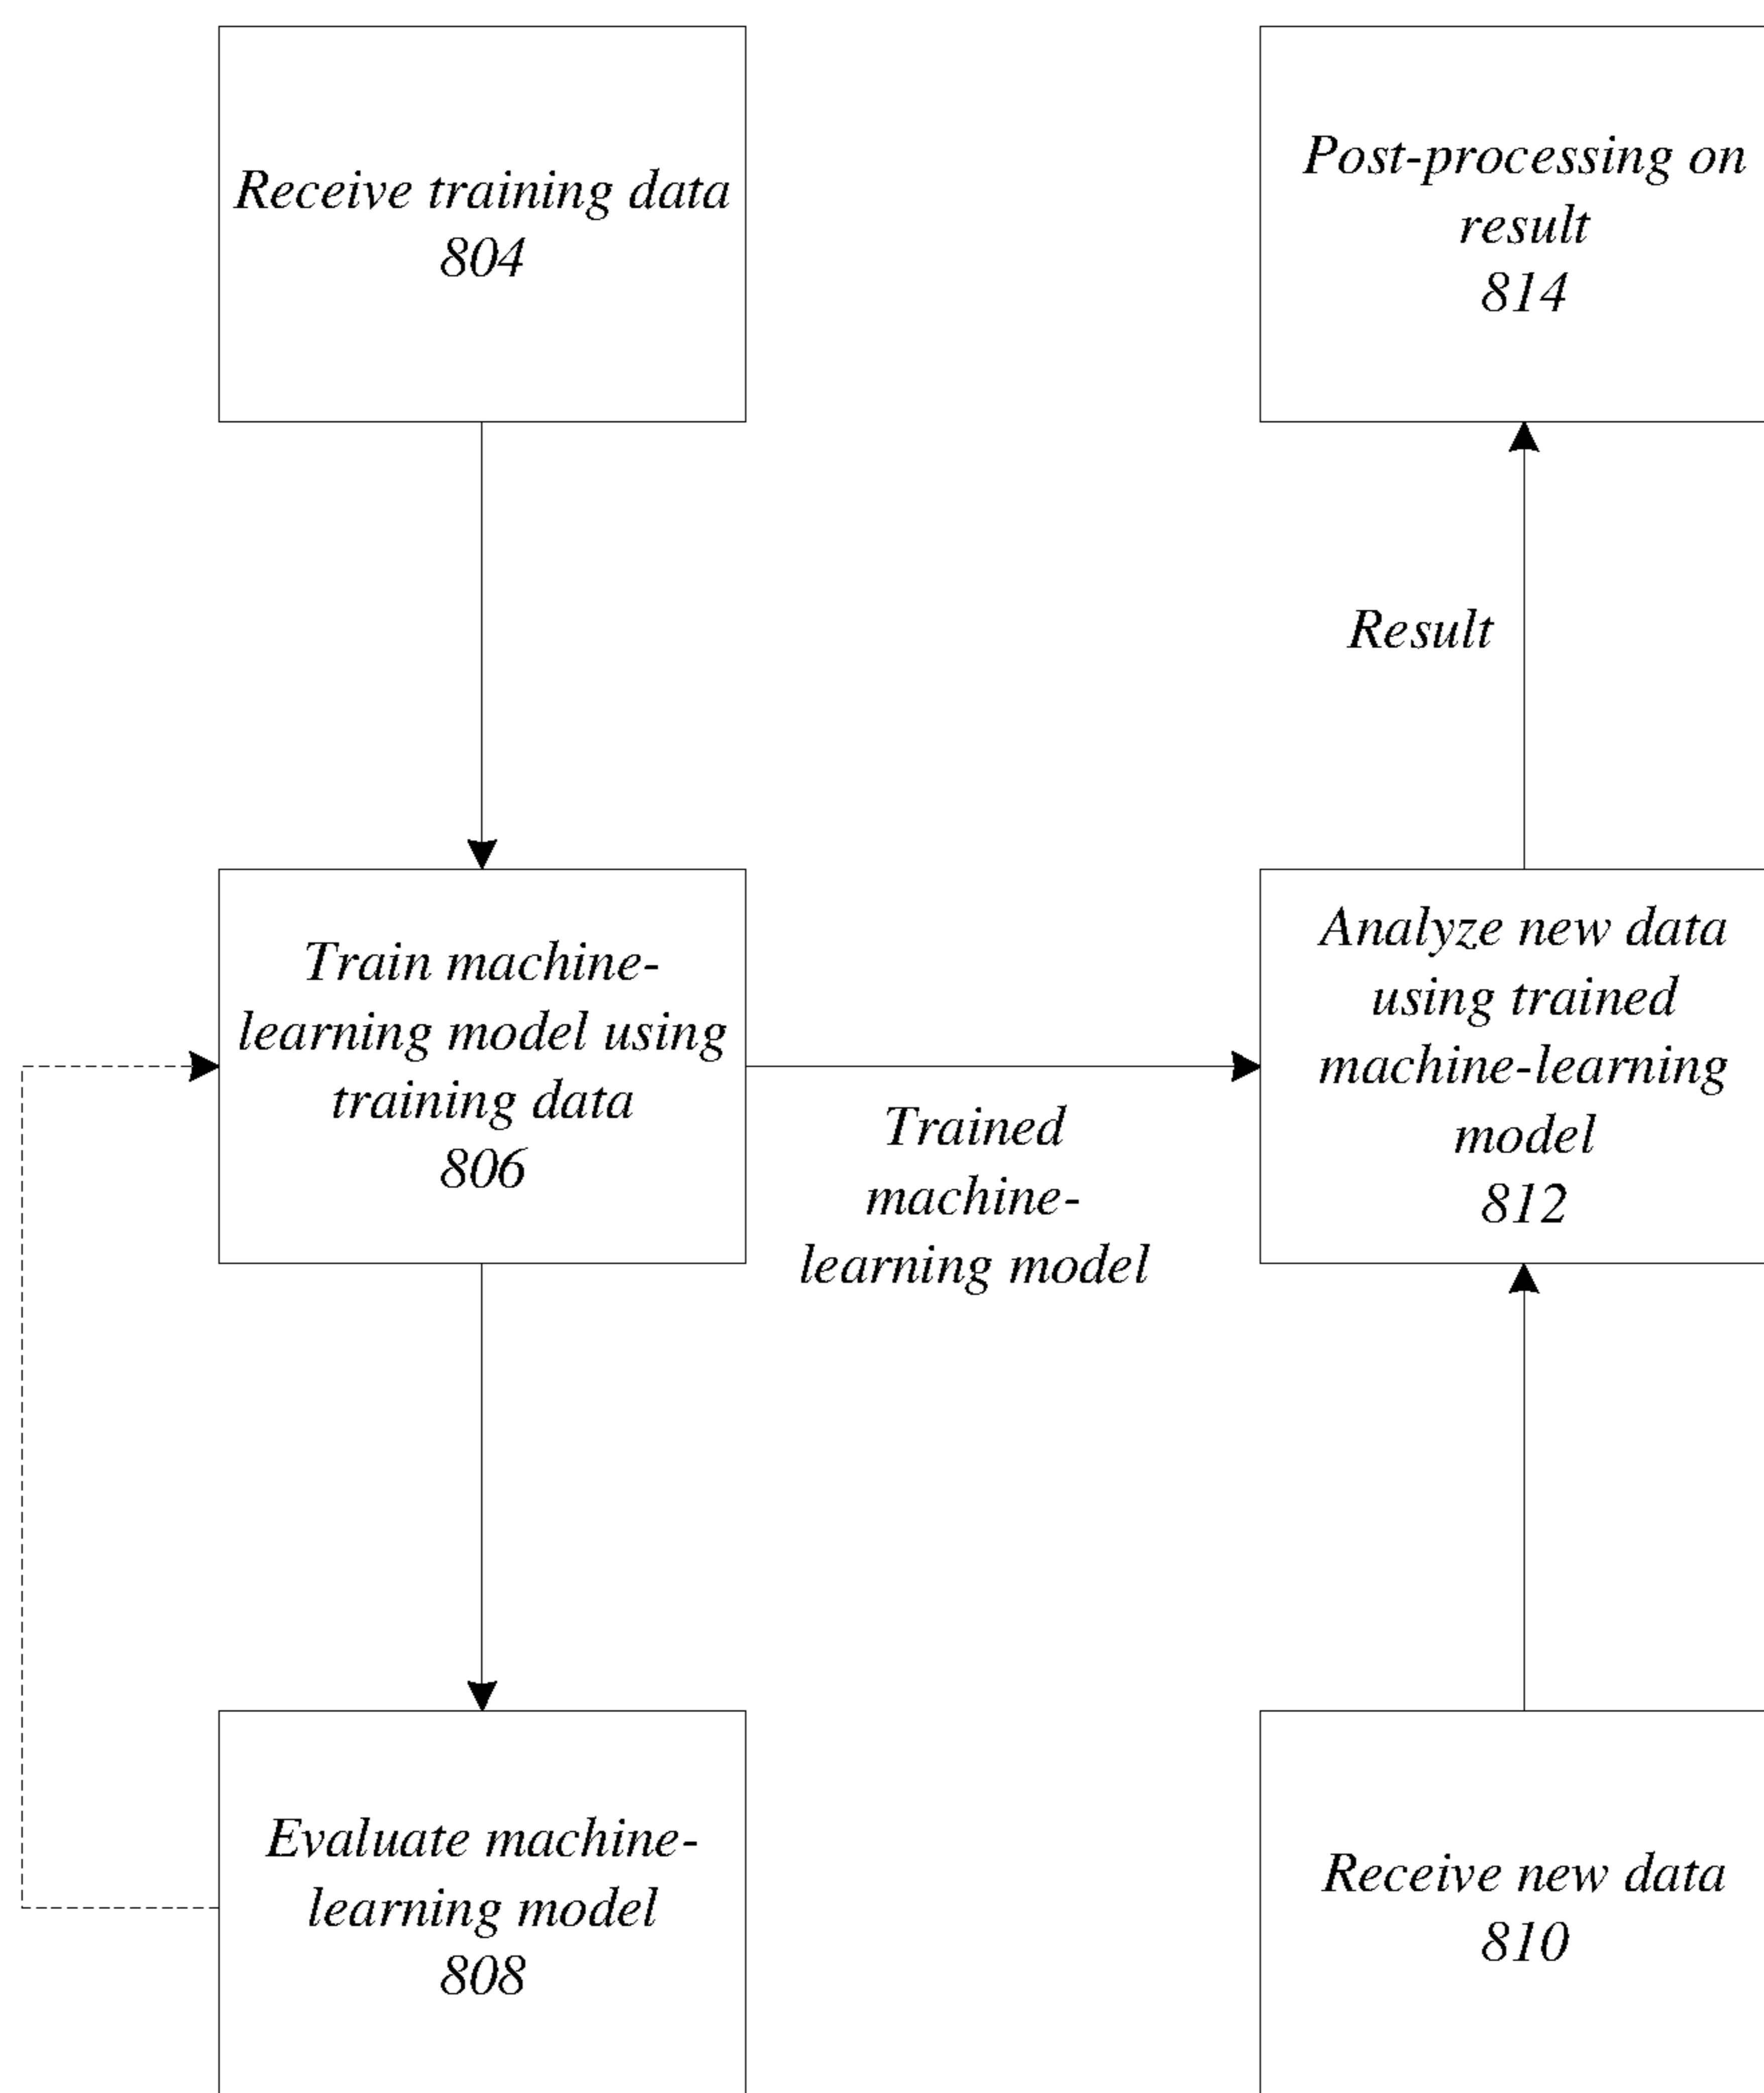 Receive training data
804
Post-processing on
result
814
Result
Train machine-
learning model using
training data
806
Trained
machine-
learning model
Analyze new data
using trained
machine-learning
model
812
Evaluate machine-
learning model
808
Receive new data
810